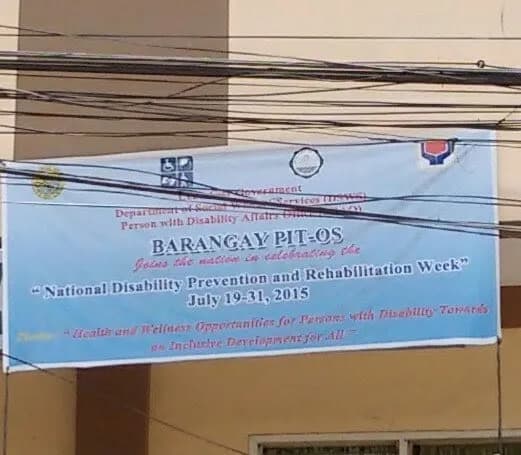 Government
Department of Social Services (DSWS)
Person with Disability Affairs
BARANGAY PIT-OS
Joins the nation in celebrating the
"National Disability Prevention and Rehabilitation Week"
July 19-31, 2015
"Health and Wellness Opportunities for Persons with Disability Towards
an Inclusive Development for All"